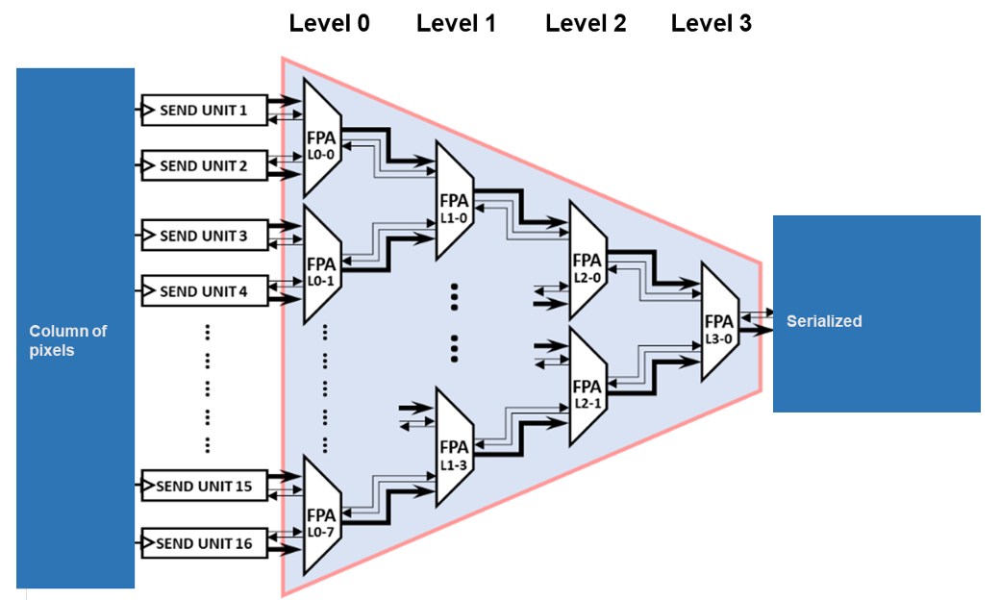 Level 0 Level 1 Level 2 Level 3
SEND UNIT 1
SEND UNIT 2
SEND UNIT 3
SEND UNIT 4
SEND UNIT 15
SEND UNIT 16
Column of
pixels
FPA
L0-0
FPA
L0-1
FPA
L0-7
FPA
L1-0
FPA
L1-3
FPA
L2-0
FPA
L2-1
FPA
L3-0
Serialized